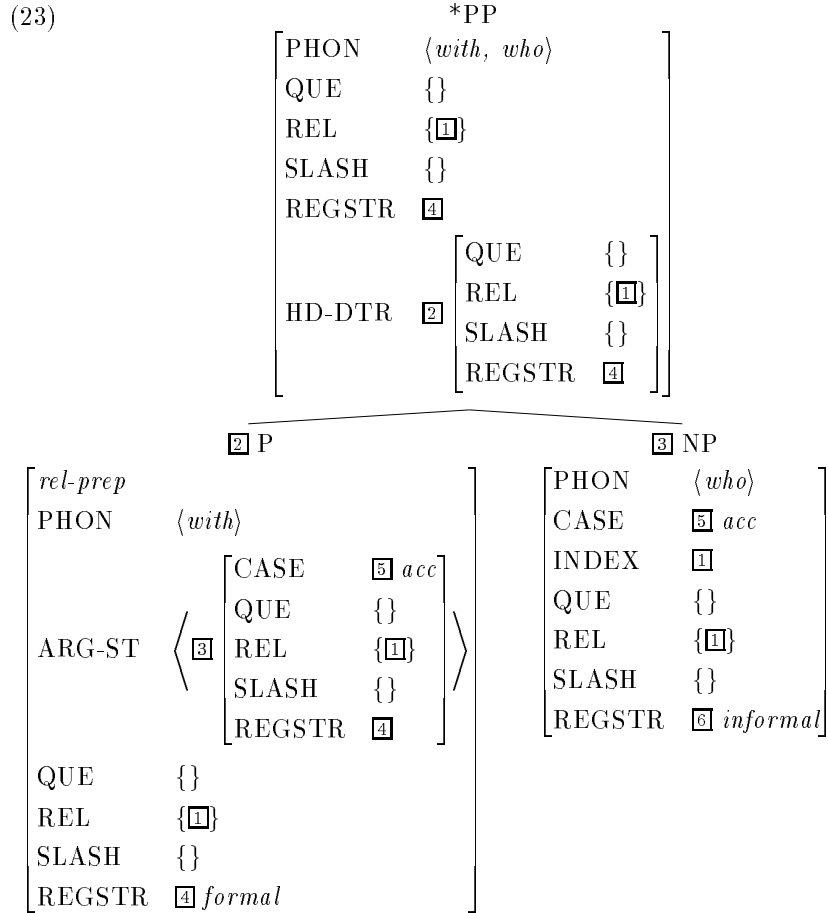 (23)
*PP
PHON ⟨with, who⟩
QUE {}
REL {[1]}
SLASH {}
REGSTR [4]
HD-DTR [2]
QUE {}
REL {[1]}
SLASH {}
REGSTR [4]
[2] P
rel-prep
PHON ⟨with⟩
ARG-ST ⟨[3]
CASE [5] acc
QUE {}
REL {[1]}
SLASH {}
REGSTR [4]
⟩
QUE {}
REL {[1]}
SLASH {}
REGSTR [4] formal
[3] NP
PHON ⟨who⟩
CASE [5] acc
INDEX [1]
QUE {}
REL {[1]}
SLASH {}
REGSTR [6] informal